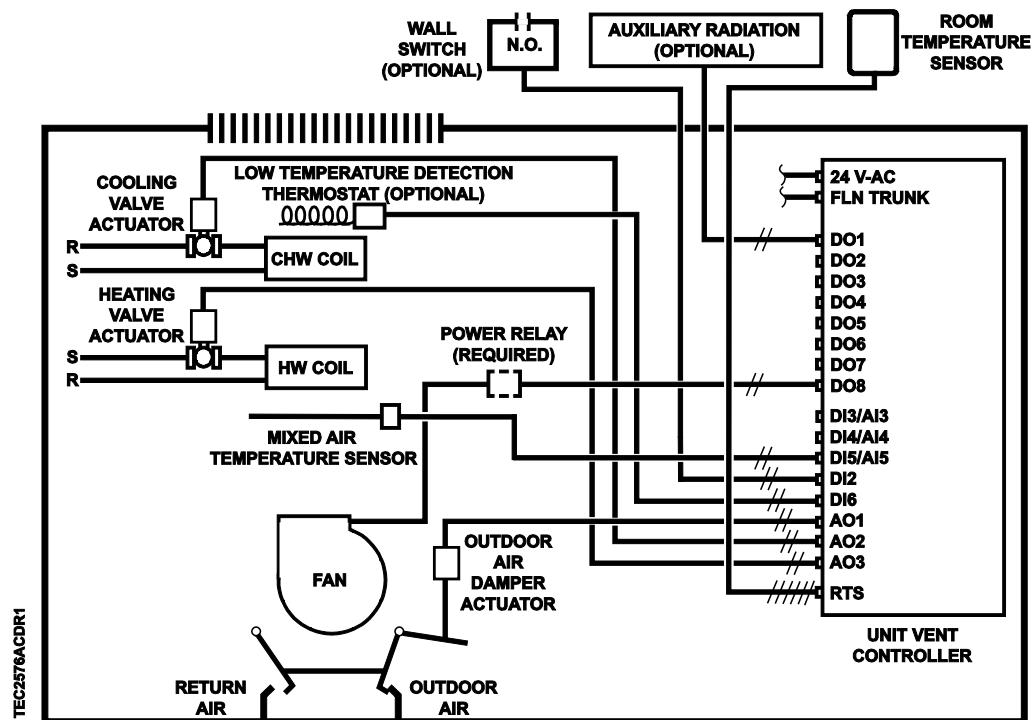 WALL
SWITCH
(OPTIONAL)
N.O.
AUXILIARY RADIATION
(OPTIONAL)
ROOM
TEMPERATURE
SENSOR
COOLING
VALVE
ACTUATOR
LOW TEMPERATURE DETECTION
THERMOSTAT (OPTIONAL)
R
S
CHW COIL
HEATING
VALVE
ACTUATOR
S
R
HW COIL
POWER RELAY
(REQUIRED)
MIXED AIR
TEMPERATURE SENSOR
FAN
OUTDOOR
AIR
DAMPER
ACTUATOR
RETURN
AIR
OUTDOOR
AIR
24 V-AC
FLN TRUNK
DO1
DO2
DO3
DO4
DO5
DO6
DO7
DO8
DI3/AI3
DI4/AI4
DI5/AI5
DI2
DI6
AO1
AO2
AO3
RTS
UNIT VENT
CONTROLLER
TEC2576ACDR1